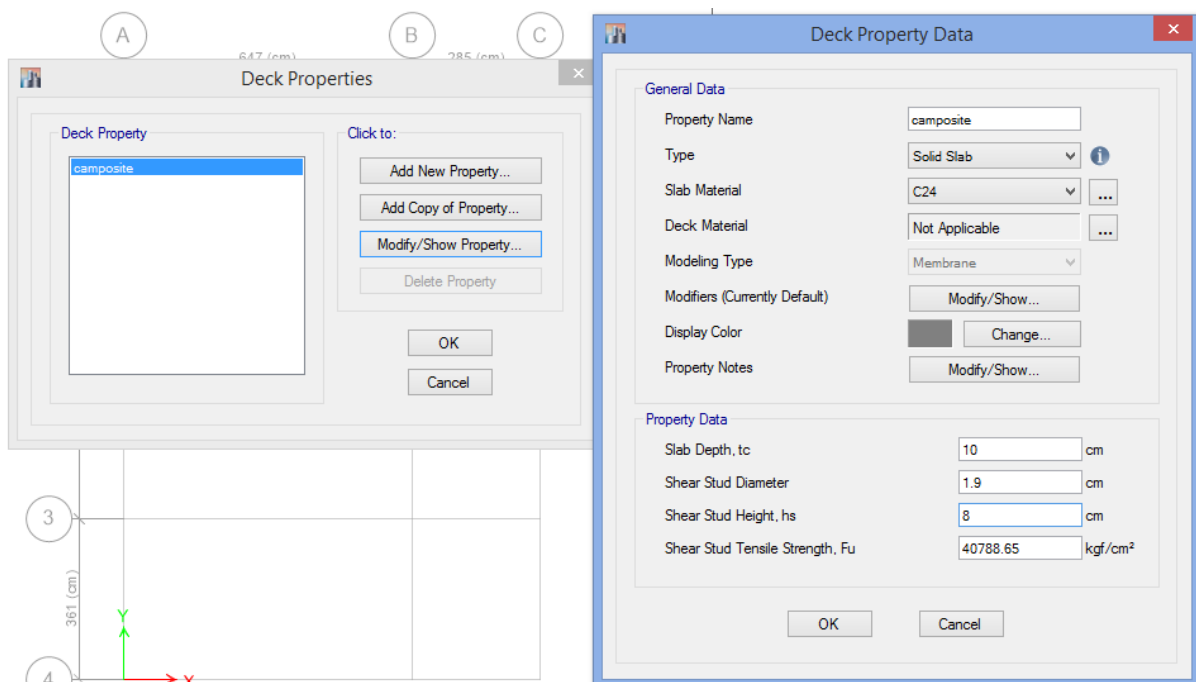 A
B
C
647 (cm)
285 (cm)
Deck Properties
Deck Property
camposite
Click to:
Add New Property...
Add Copy of Property...
Modify/Show Property...
Delete Property
OK
Cancel
3
361 (cm)
Y
X
4
Deck Property Data
General Data
Property Name camposite
Type Solid Slab
Slab Material C24 ...
Deck Material Not Applicable ...
Modeling Type Membrane
Modifiers (Currently Default) Modify/Show...
Display Color Change...
Property Notes Modify/Show...
Property Data
Slab Depth, tc 10 cm
Shear Stud Diameter 1.9 cm
Shear Stud Height, hs 8 cm
Shear Stud Tensile Strength, Fu 40788.65 kgf/cm²
OK Cancel